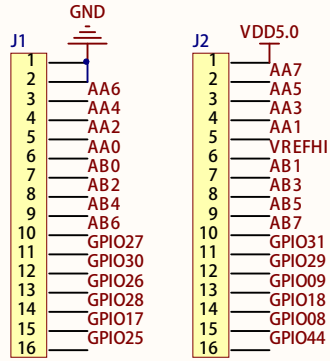 GND
J1
1
2
3 AA6
4 AA4
5 AA2
6 AA0
7 AB0
8 AB2
9 AB4
10 AB6
11 GPIO27
12 GPIO30
13 GPIO26
14 GPIO28
15 GPIO17
16 GPIO25
VDD5.0
J2
1
2 AA7
3 AA5
4 AA3
5 AA1
6 VREFHI
7 AB1
8 AB3
9 AB5
10 AB7
11 GPIO31
12 GPIO29
13 GPIO09
14 GPIO18
15 GPIO08
16 GPIO44